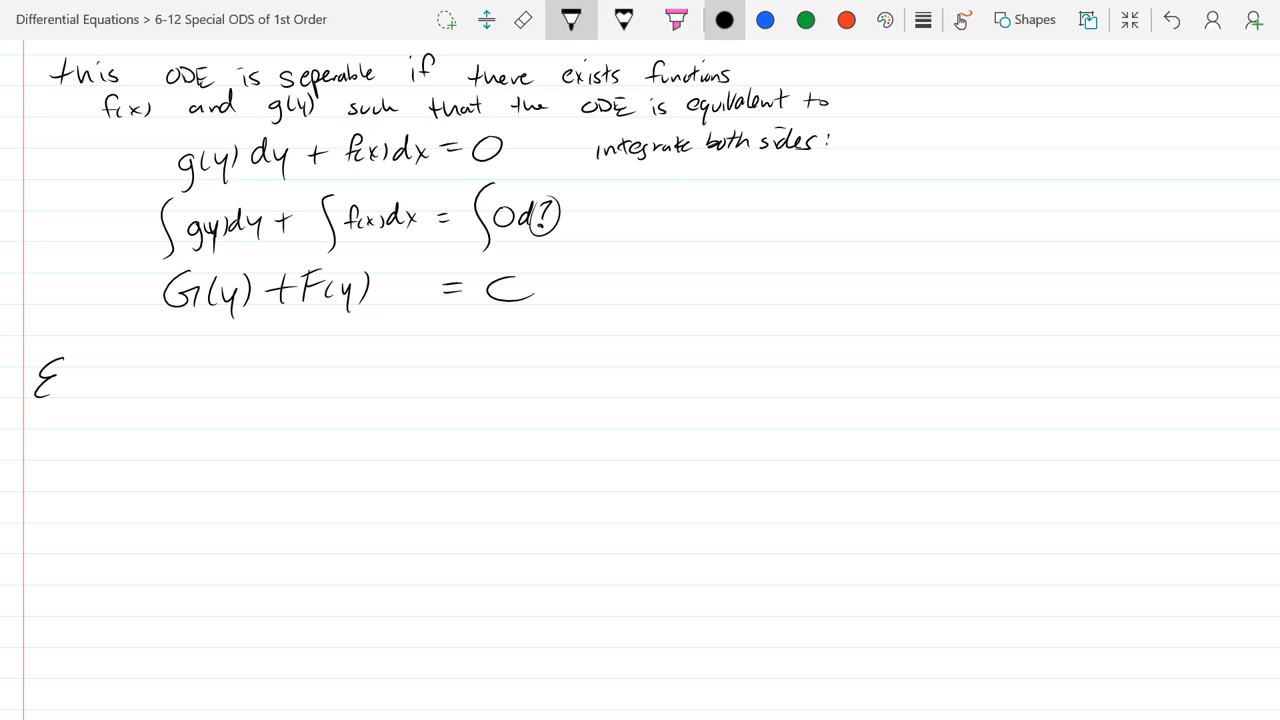 Differential Equations > 6-12 Special ODS of 1st Order
Shapes
this ODE is seperable if there exists functions
f(x) and g(y) such that the ODE is equivalent to
g(y) dy + f(x) dx = 0 integrate both sides:
∫ g(y) dy + ∫ f(x) dx = ∫ 0 d?
G(y) + F(y) = C
Ɛ